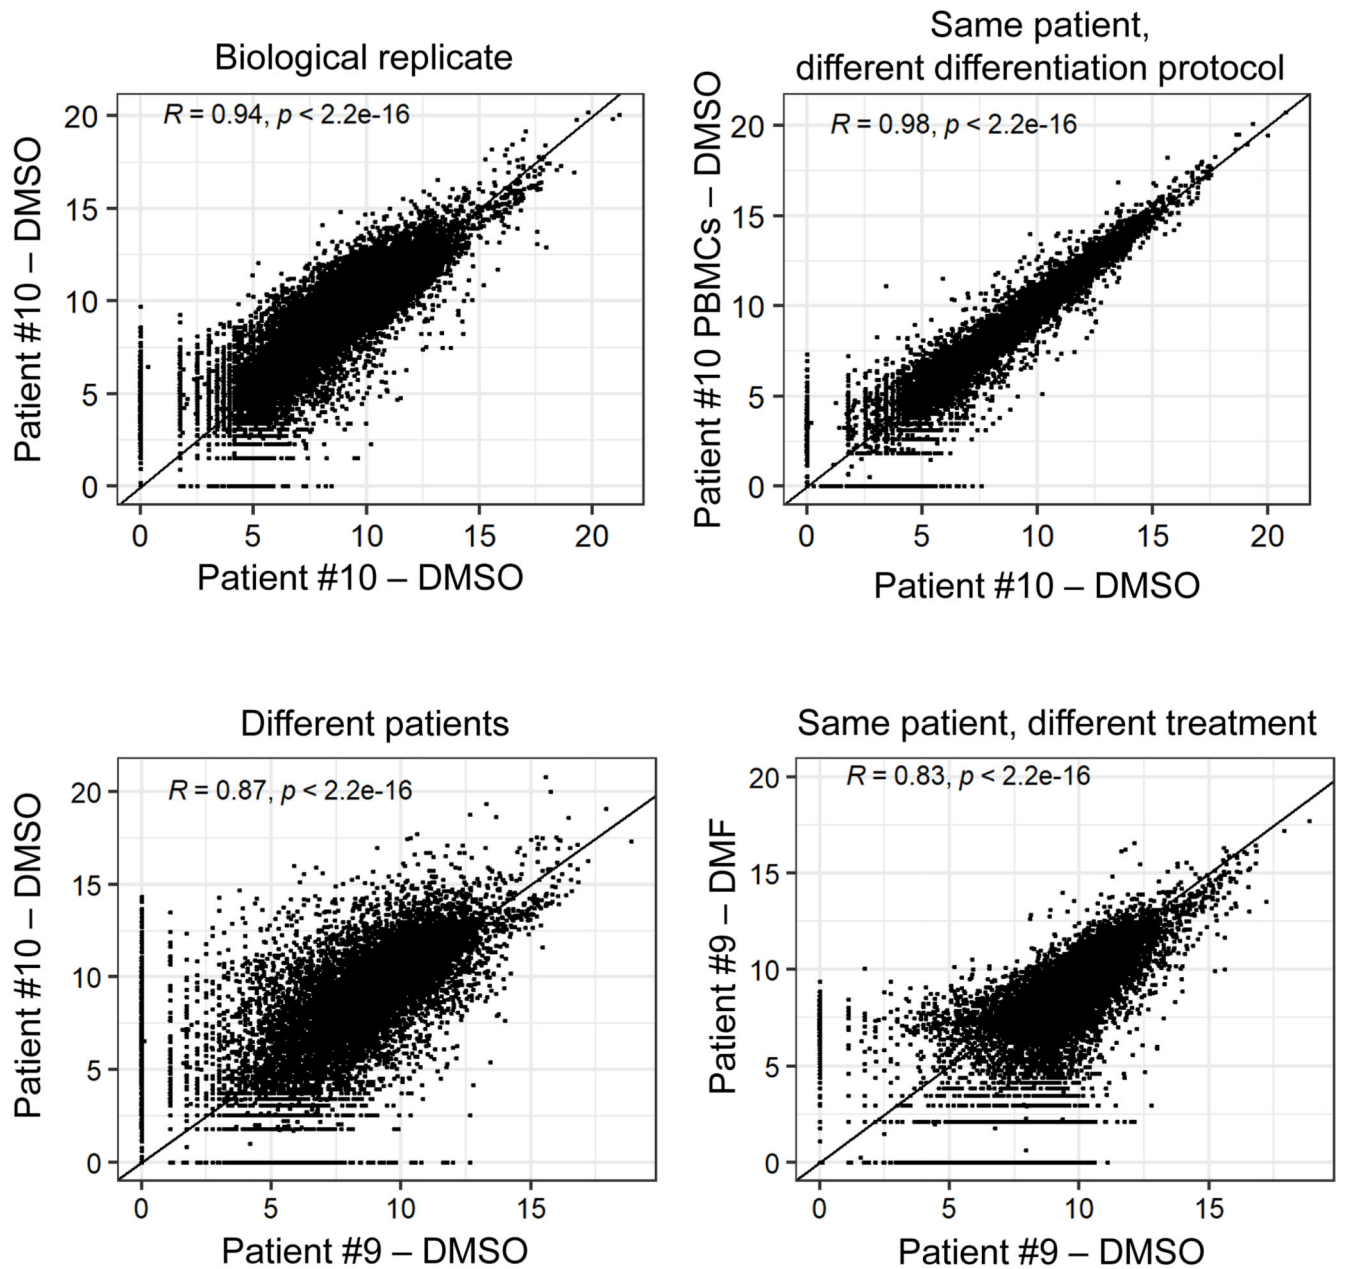 Biological replicate
R = 0.94, p < 2.2e-16
Patient #10 – DMSO
20
15
10
5
0
0 5 10 15 20
Patient #10 – DMSO
Same patient,
different differentiation protocol
R = 0.98, p < 2.2e-16
Patient #10 PBMCs – DMSO
20
15
10
5
0
0 5 10 15 20
Patient #10 – DMSO
Different patients
R = 0.87, p < 2.2e-16
Patient #10 – DMSO
20
15
10
5
0
0 5 10 15
Patient #9 – DMSO
Same patient, different treatment
R = 0.83, p < 2.2e-16
Patient #9 – DMF
20
15
10
5
0
0 5 10 15
Patient #9 – DMSO